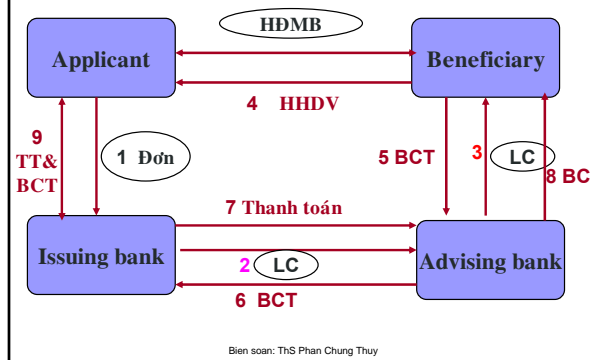 HĐMB
Applicant
Beneficiary
4 HHDV
9
TT&
BCT
1 Đơn
5 BCT
3
LC
8 BC
7 Thanh toán
Issuing bank
2
LC
Advising bank
6 BCT
Bien soan: ThS Phan Chung Thuy